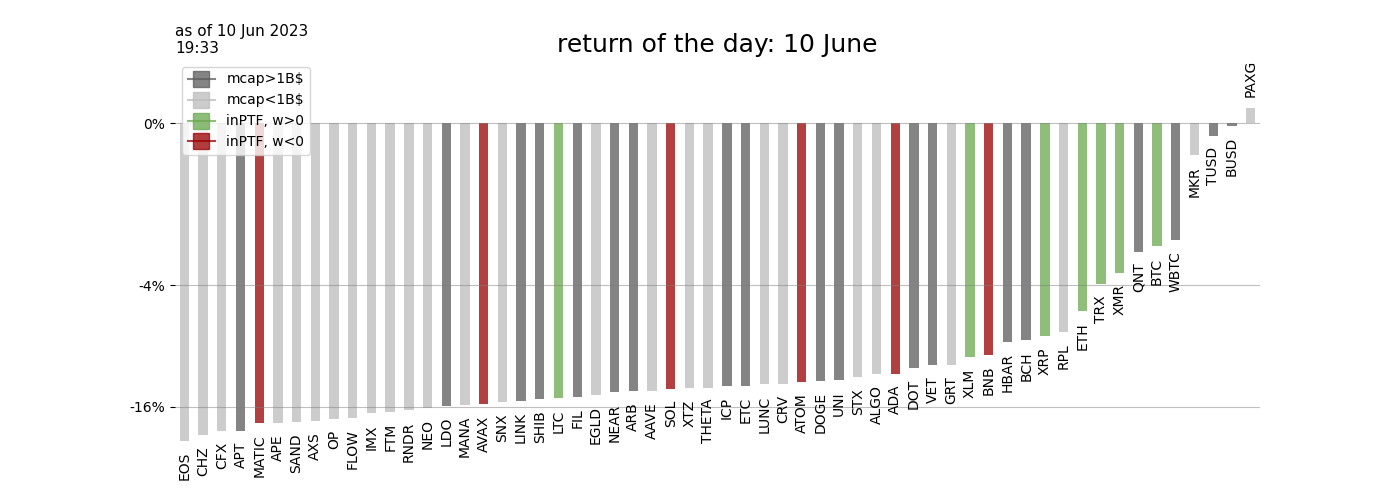 as of 10 Jun 2023
19:33
return of the day: 10 June
mcap>1B$
mcap<1B$
inPTF, w>0
inPTF, w<0
0%
-4%
-16%
EOS
CHZ
CFX
APT
MATIC
APE
SAND
AXS
OP
FLOW
IMX
FTM
RNDR
NEO
LDO
MANA
AVAX
SNX
LINK
SHIB
LTC
FIL
EGLD
NEAR
ARB
AAVE
SOL
XTZ
THETA
ICP
ETC
LUNC
CRV
ATOM
DOGE
UNI
STX
ALGO
ADA
DOT
VET
GRT
XLM
BNB
HBAR
BCH
XRP
RPL
ETH
TRX
XMR
QNT
BTC
WBTC
MKR
TUSD
BUSD
PAXG